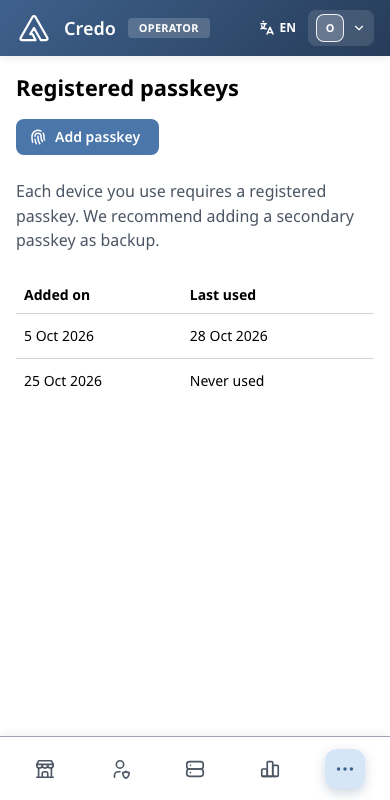 Credo OPERATOR EN O
Registered passkeys
Add passkey
Each device you use requires a registered
passkey. We recommend adding a secondary
passkey as backup.
Added on Last used
5 Oct 2026 28 Oct 2026
25 Oct 2026 Never used